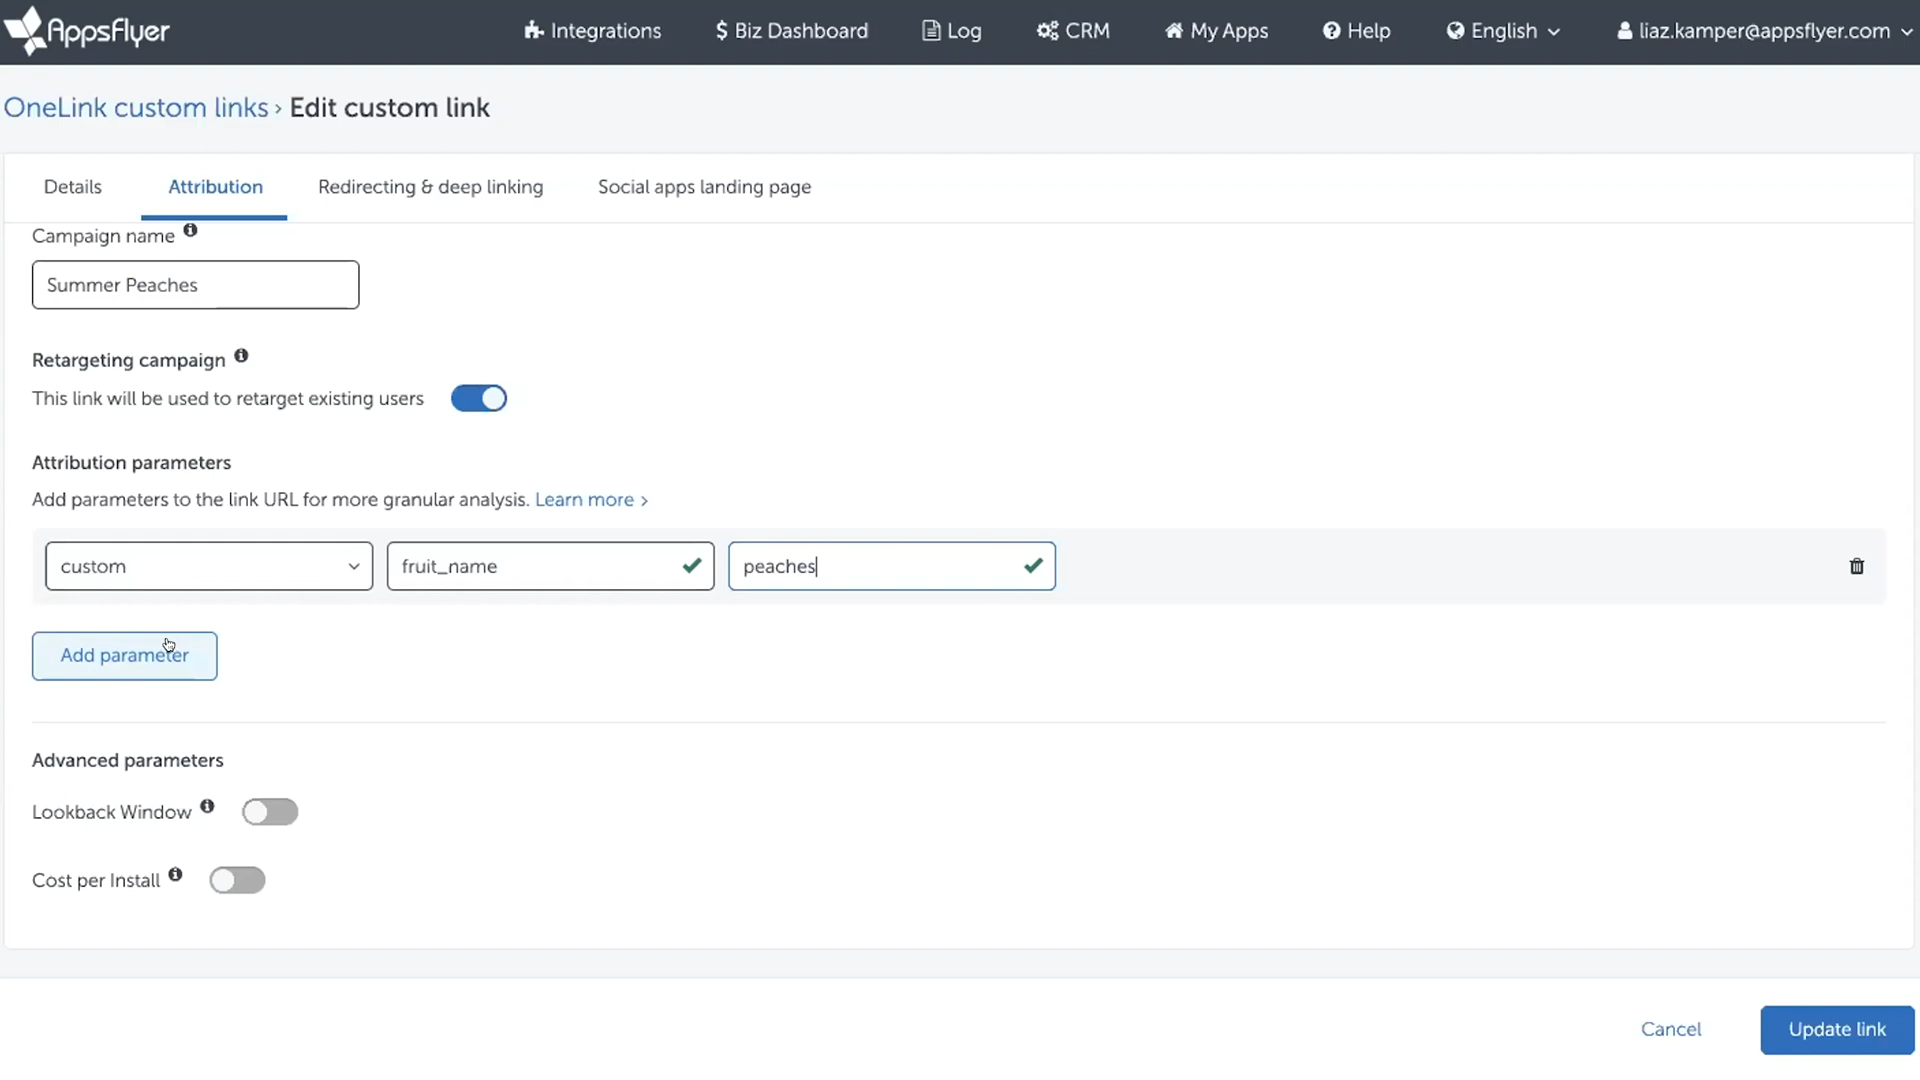 AppsFlyer
Integrations
$ Biz Dashboard
Log
CRM
My Apps
Help
English
liaz.kamper@appsflyer.com
OneLink custom links › Edit custom link
Details
Attribution
Redirecting & deep linking
Social apps landing page
Campaign name
Summer Peaches
Retargeting campaign
This link will be used to retarget existing users
Attribution parameters
Add parameters to the link URL for more granular analysis. Learn more ›
custom
fruit_name
peaches
Add parameter
Advanced parameters
Lookback Window
Cost per Install
Cancel
Update link